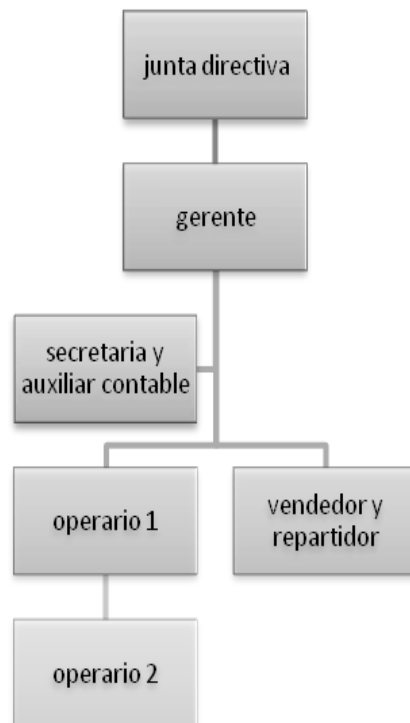 junta directiva
gerente
secretaria y
auxiliar contable
operario 1
vendedor y
repartidor
operario 2